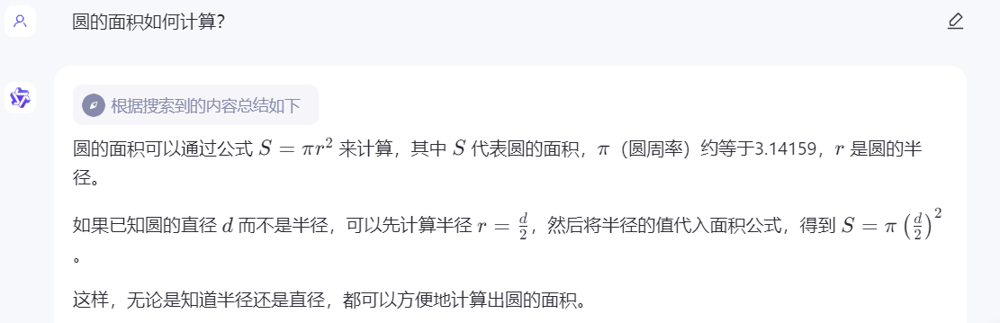 圆的面积如何计算?
根据搜索到的内容总结如下
圆的面积可以通过公式 $S = \pi r^2$ 来计算，其中 $S$ 代表圆的面积，$\pi$（圆周率）约等于3.14159，$r$ 是圆的半
径。
如果已知圆的直径 $d$ 而不是半径，可以先计算半径 $r = \frac{d}{2}$，然后将半径的值代入面积公式，得到 $S = \pi \left(\frac{d}{2}\right)^2$
。
这样，无论是知道半径还是直径，都可以方便地计算出圆的面积。